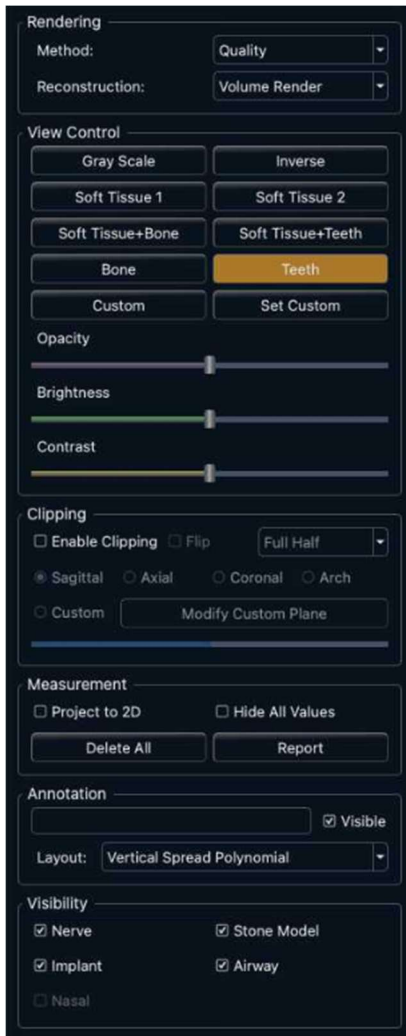 Rendering
Method: Quality
Reconstruction: Volume Render
View Control
Gray Scale Inverse
Soft Tissue 1 Soft Tissue 2
Soft Tissue+Bone Soft Tissue+Teeth
Bone Teeth
Custom Set Custom
Opacity
Brightness
Contrast
Clipping
Enable Clipping Flip Full Half
Sagittal Axial Coronal Arch
Custom Modify Custom Plane
Measurement
Project to 2D Hide All Values
Delete All Report
Annotation
Visible
Layout: Vertical Spread Polynomial
Visibility
Nerve Stone Model
Implant Airway
Nasal